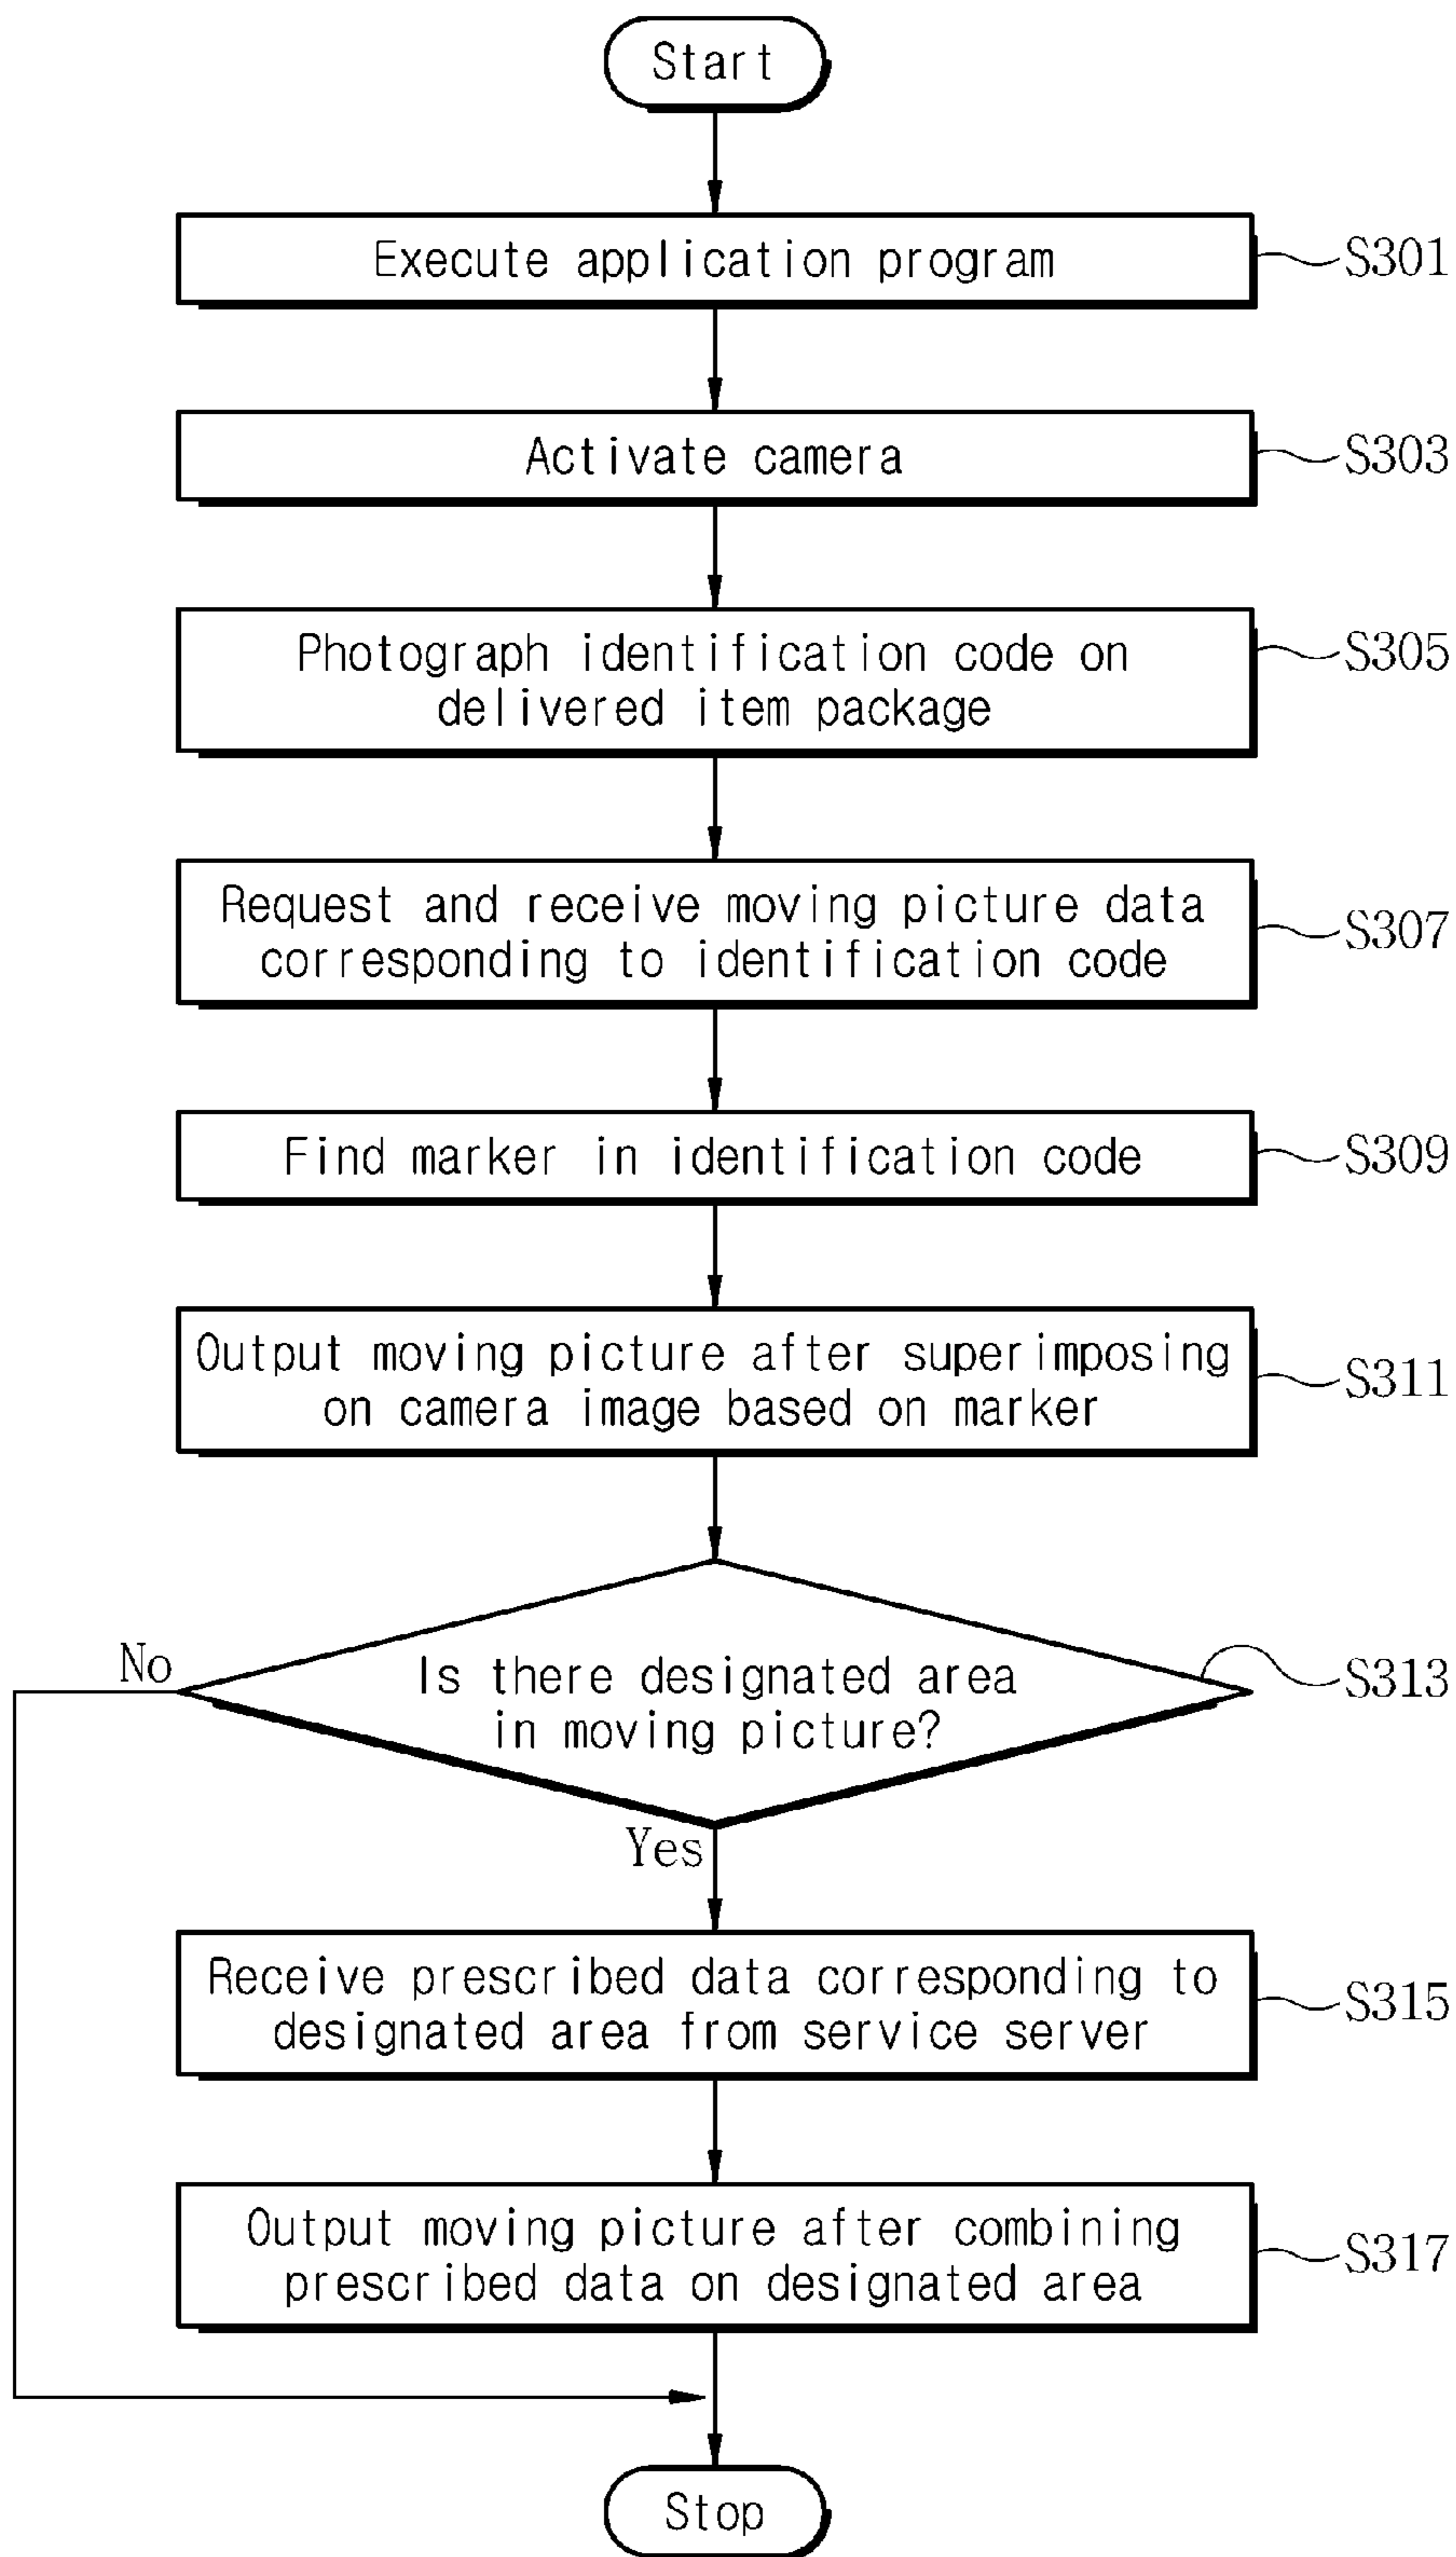 Start
Execute application program
S301
Activate camera
S303
Photograph identification code on
delivered item package
S305
Request and receive moving picture data
corresponding to identification code
S307
Find marker in identification code
S309
Output moving picture after superimposing
on camera image based on marker
S311
No
Is there designated area
in moving picture?
S313
Yes
Receive prescribed data corresponding to
designated area from service server
S315
Output moving picture after combining
prescribed data on designated area
S317
Stop